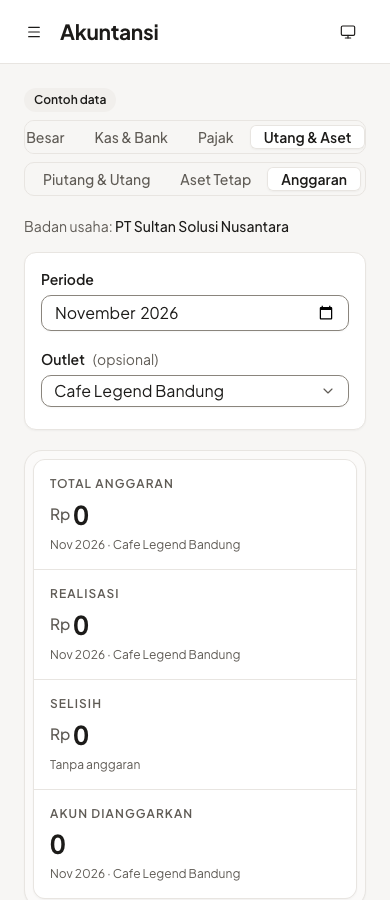 Akuntansi
Contoh data
Besar Kas & Bank Pajak Utang & Aset
Piutang & Utang Aset Tetap Anggaran
Badan usaha: PT Sultan Solusi Nusantara
Periode
November 2026
Outlet (opsional)
Cafe Legend Bandung
TOTAL ANGGARAN
Rp 0
Nov 2026 · Cafe Legend Bandung
REALISASI
Rp 0
Nov 2026 · Cafe Legend Bandung
SELISIH
Rp 0
Tanpa anggaran
AKUN DIANGGARKAN
0
Nov 2026 · Cafe Legend Bandung